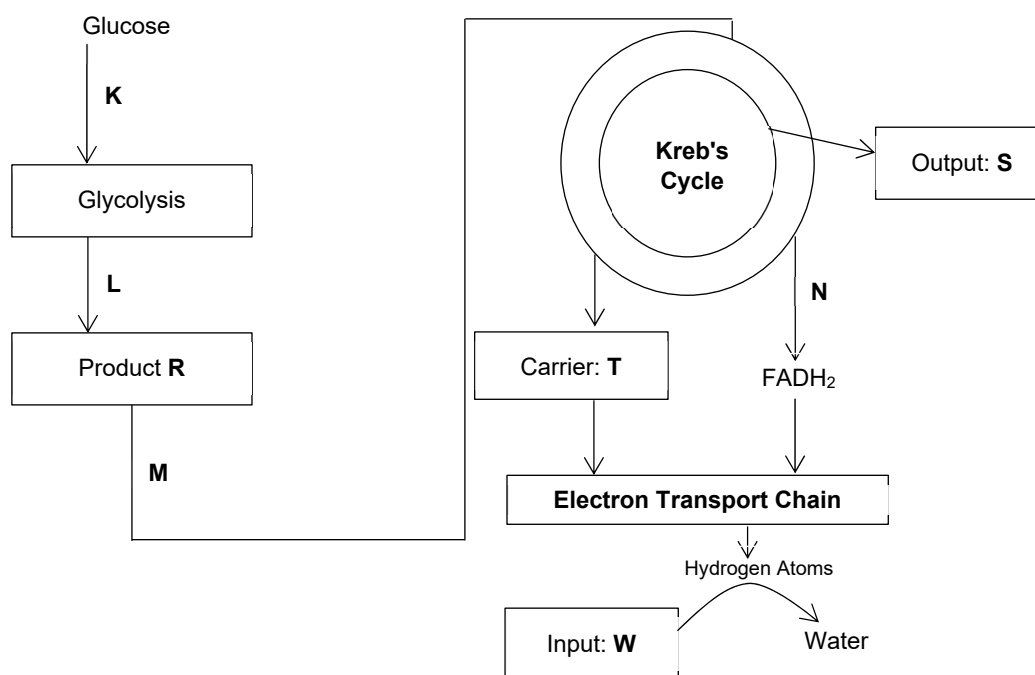 Glucose
K
Glycolysis
L
Product R
M
Kreb's
Cycle
Output: S
N
Carrier: T
FADH₂
Electron Transport Chain
Hydrogen Atoms
Input: W
Water